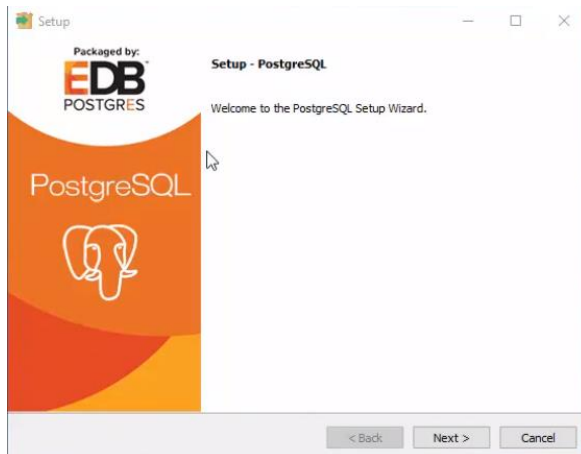 Setup
Packaged by:
EDB
POSTGRES
PostgreSQL
Setup - PostgreSQL
Welcome to the PostgreSQL Setup Wizard.
< Back
Next >
Cancel